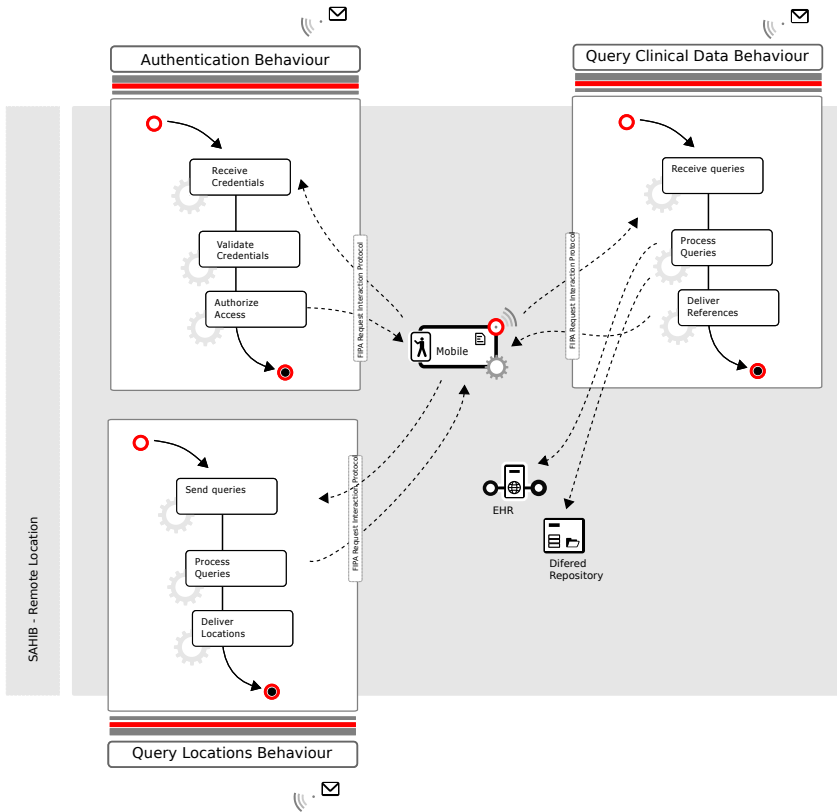 Authentication Behaviour
Query Clinical Data Behaviour
Receive
Credentials
Validate
Credentials
Authorize
Access
FIPA Request Interaction Protocol
Receive queries
Process
Queries
Deliver
References
FIPA Request Interaction Protocol
Mobile
Send queries
Process
Queries
Deliver
Locations
FIPA Request Interaction Protocol
EHR
Difered
Repository
SAHIB - Remote Location
Query Locations Behaviour